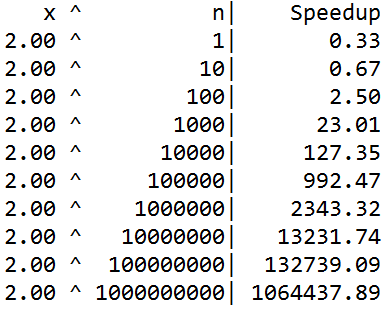 x ^ n| Speedup
2.00 ^ 1| 0.33
2.00 ^ 10| 0.67
2.00 ^ 100| 2.50
2.00 ^ 1000| 23.01
2.00 ^ 10000| 127.35
2.00 ^ 100000| 992.47
2.00 ^ 1000000| 2343.32
2.00 ^ 10000000| 13231.74
2.00 ^ 100000000| 132739.09
2.00 ^ 1000000000| 1064437.89